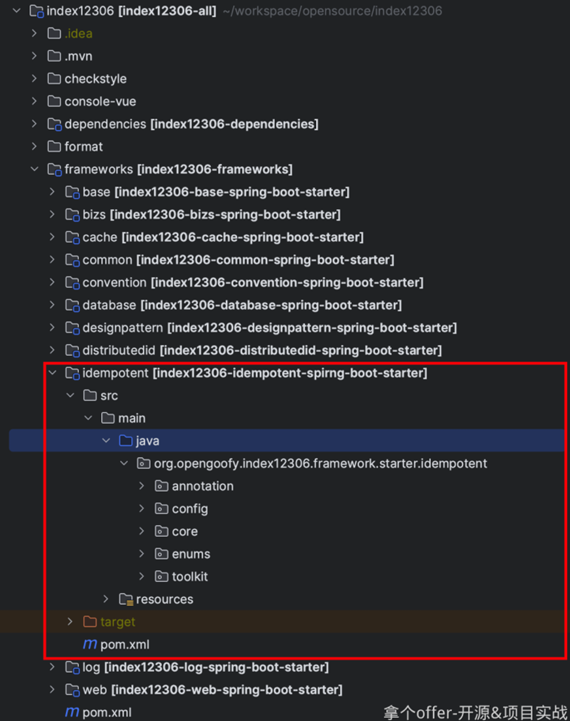 index12306 [index12306-all] ~/workspace/opensource/index12306
.idea
.mvn
checkstyle
console-vue
dependencies [index12306-dependencies]
format
frameworks [index12306-frameworks]
base [index12306-base-spring-boot-starter]
bizs [index12306-bizs-spring-boot-starter]
cache [index12306-cache-spring-boot-starter]
common [index12306-common-spring-boot-starter]
convention [index12306-convention-spring-boot-starter]
database [index12306-database-spring-boot-starter]
designpattern [index12306-designpattern-spring-boot-starter]
distributedid [index12306-distributedid-spring-boot-starter]
idempotent [index12306-idempotent-spirng-boot-starter]
src
main
java
org.opengoofy.index12306.framework.starter.idempotent
annotation
config
core
enums
toolkit
resources
target
m pom.xml
log [index12306-log-spring-boot-starter]
web [index12306-web-spring-boot-starter]
m pom.xml
拿个offer-开源&项目实战